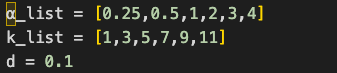 α_list = [0.25,0.5,1,2,3,4]
k_list = [1,3,5,7,9,11]
d = 0.1